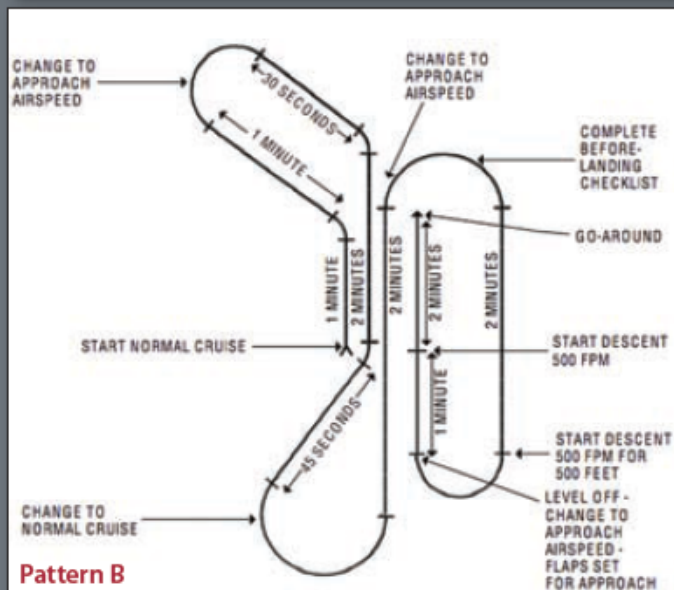 CHANGE TO
APPROACH
AIRSPEED
30 SECONDS
1 MINUTE
CHANGE TO
APPROACH
AIRSPEED
COMPLETE
BEFORE-
LANDING
CHECKLIST
GO-AROUND
1 MINUTE
2 MINUTES
2 MINUTES
2 MINUTES
2 MINUTES
START NORMAL CRUISE
START DESCENT
500 FPM
1 MINUTE
45 SECONDS
START DESCENT
500 FPM FOR
500 FEET
CHANGE TO
NORMAL CRUISE
LEVEL OFF -
CHANGE TO
APPROACH
AIRSPEED -
FLAPS SET
FOR APPROACH
Pattern B